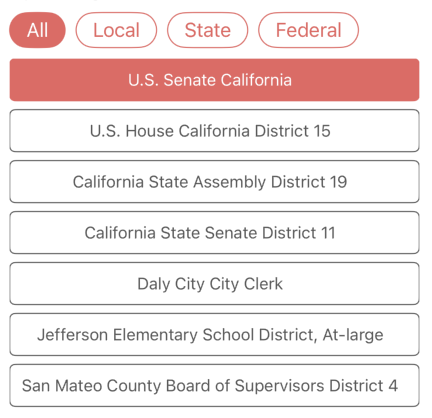 All Local State Federal
U.S. Senate California
U.S. House California District 15
California State Assembly District 19
California State Senate District 11
Daly City City Clerk
Jefferson Elementary School District, At-large
San Mateo County Board of Supervisors District 4